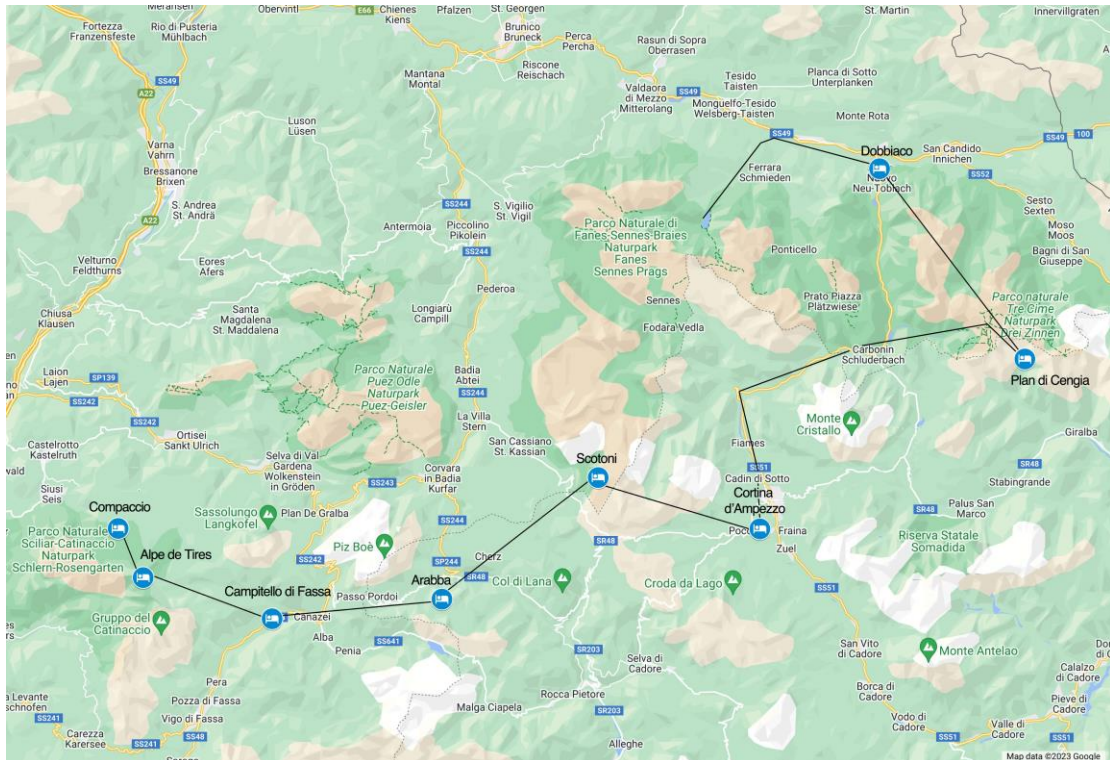 Meransen
Rio di Pusteria
Mühlbach
Obervintl
E66
Chienes
Kiens
Pfalzen
St. Georgen
St. Martin
Innervillgraten
Fortezza
Franzensfeste
SS49
Brunico
Bruneck
Perca
Percha
Rasun di Sopra
Oberrasen
Riscone
Reischach
Mantana
Montal
Tesido
Taisten
Planca di Sotto
Unterplanken
A22
Valdaora
di Mezzo
Mitterolang
SS49
Monguelfo-Tesido
Welsberg-Taisten
Monte Rota
Luson
Lüsen
SS49
SS49
100
Varna
Vahrn
Dobbiaco
San Candido
Innichen
Bressanone
Brixen
Ferrara
Schmieden
Neu-Toblach
SS52
S. Andrea
St. Andrä
SS244
S. Vigilio
St. Vigil
Sesto
Sexten
A22
Antermoia
Piccolino
Pikolein
Parco Naturale di
Fanes-Sennes-Braies
Naturpark
Fanes
Sennes Prags
Moso
Moos
SS244
Ponticello
Bagni di San
Giuseppe
Velturno
Feldthurns
Eores
Afers
Pederoa
Parco naturale
Tre Cime
Naturpark
Drei Zinnen
Chiusa
Klausen
Santa
Magdalena
St. Maddalena
Longiarù
Campill
Sennes
Prato Piazza
Plätzwiese
Fodara Vedla
Carbonin
Schluderbach
Laion
Lajen
SP139
SS242
Parco Naturale
Puez Odle
Naturpark
Puez-Geisler
Badia
Abtei
SS244
Plan di Cengia
SS242
La Villa
Stern
Monte
Cristallo
Giralba
Castelrotto
Kastelruth
Ortisei
Sankt Ulrich
San Cassiano
St. Kassian
Fiames
Selva di Val
Gardena
Wolkenstein
in Gröden
Scotoni
SS51
SR48
Siusi
Seis
SS243
Corvara
in Badia
Kurfar
Cadin di Sotto
Stabingrande
Compaccio
Sassolungo
Langkofel
Plan De Gralba
Cortina
d'Ampezzo
Palus San
Marco
SS244
Parco Naturale
Sciliar-Catinaccio
Naturpark
Schlern-Rosengarten
Piz Boè
Fraina
Zuel
Riserva Statale
Somadida
Alpe de Tires
SS242
SP244
Cherz
SR48
SR48
Campitello di Fassa
Arabba
Passo Pordoi
Col di Lana
Croda da Lago
SS51
Gruppo del
Catinaccio
Canazei
Alba
SS641
Penia
SR203
San Vito
di Cadore
Monte Antelao
Selva di
Cadore
Calalzo
di Cadore
Pera
Pozza di Fassa
Rocca Pietore
Borca di
Cadore
Pieve di
Cadore
Malga Ciapela
SR203
Vigo di Fassa
Vodo di
Cadore
Valle di
Cadore
SS241
Carezza
Karersee
SS241
SS48
Alleghe
SS51
SS51
Map data ©2023 Google